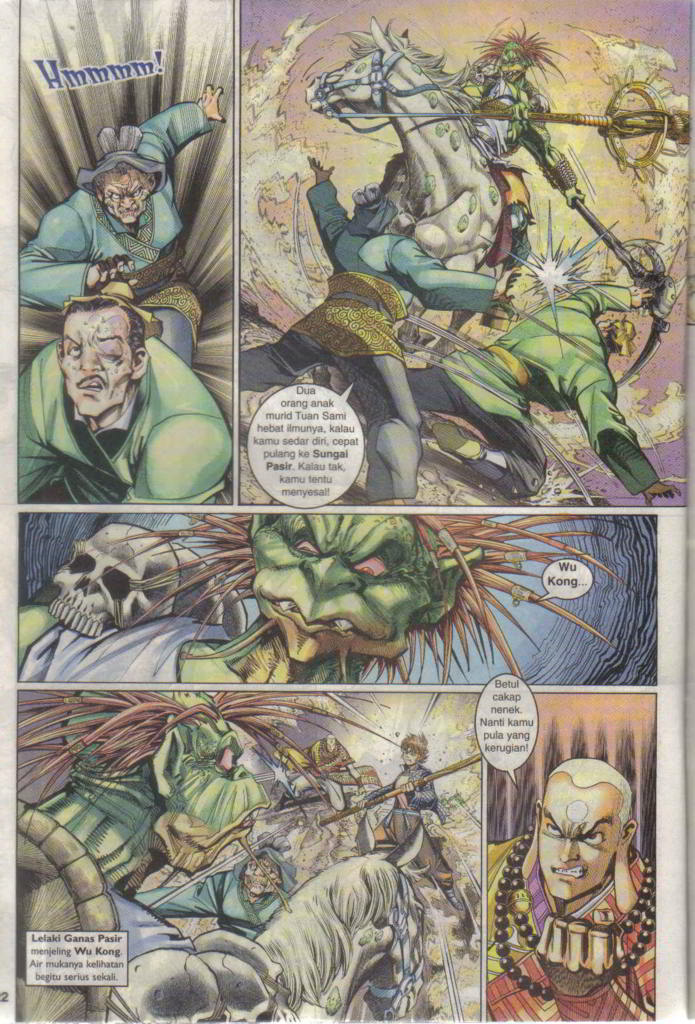 Hmmmm!
Dua
orang anak
murid Tuan Sami
hebat ilmunya, kalau
kamu sedar diri, cepat
pulang ke Sungai
Pasir. Kalau tak,
kamu tentu
menyesal!
Wu
Kong...
Betul
cakap
nenek.
Nanti kamu
pula yang
kerugian!
Lelaki Ganas Pasir
menjeling Wu Kong.
Air mukanya kelihatan
begitu serius sekali.